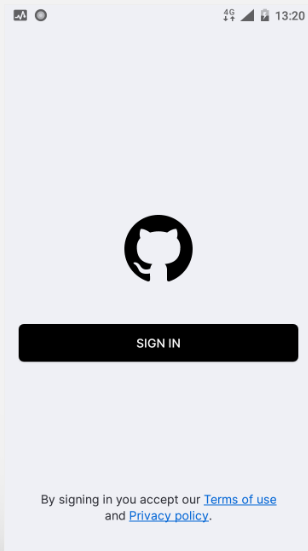 4G 13:20
SIGN IN
By signing in you accept our Terms of use
and Privacy policy.